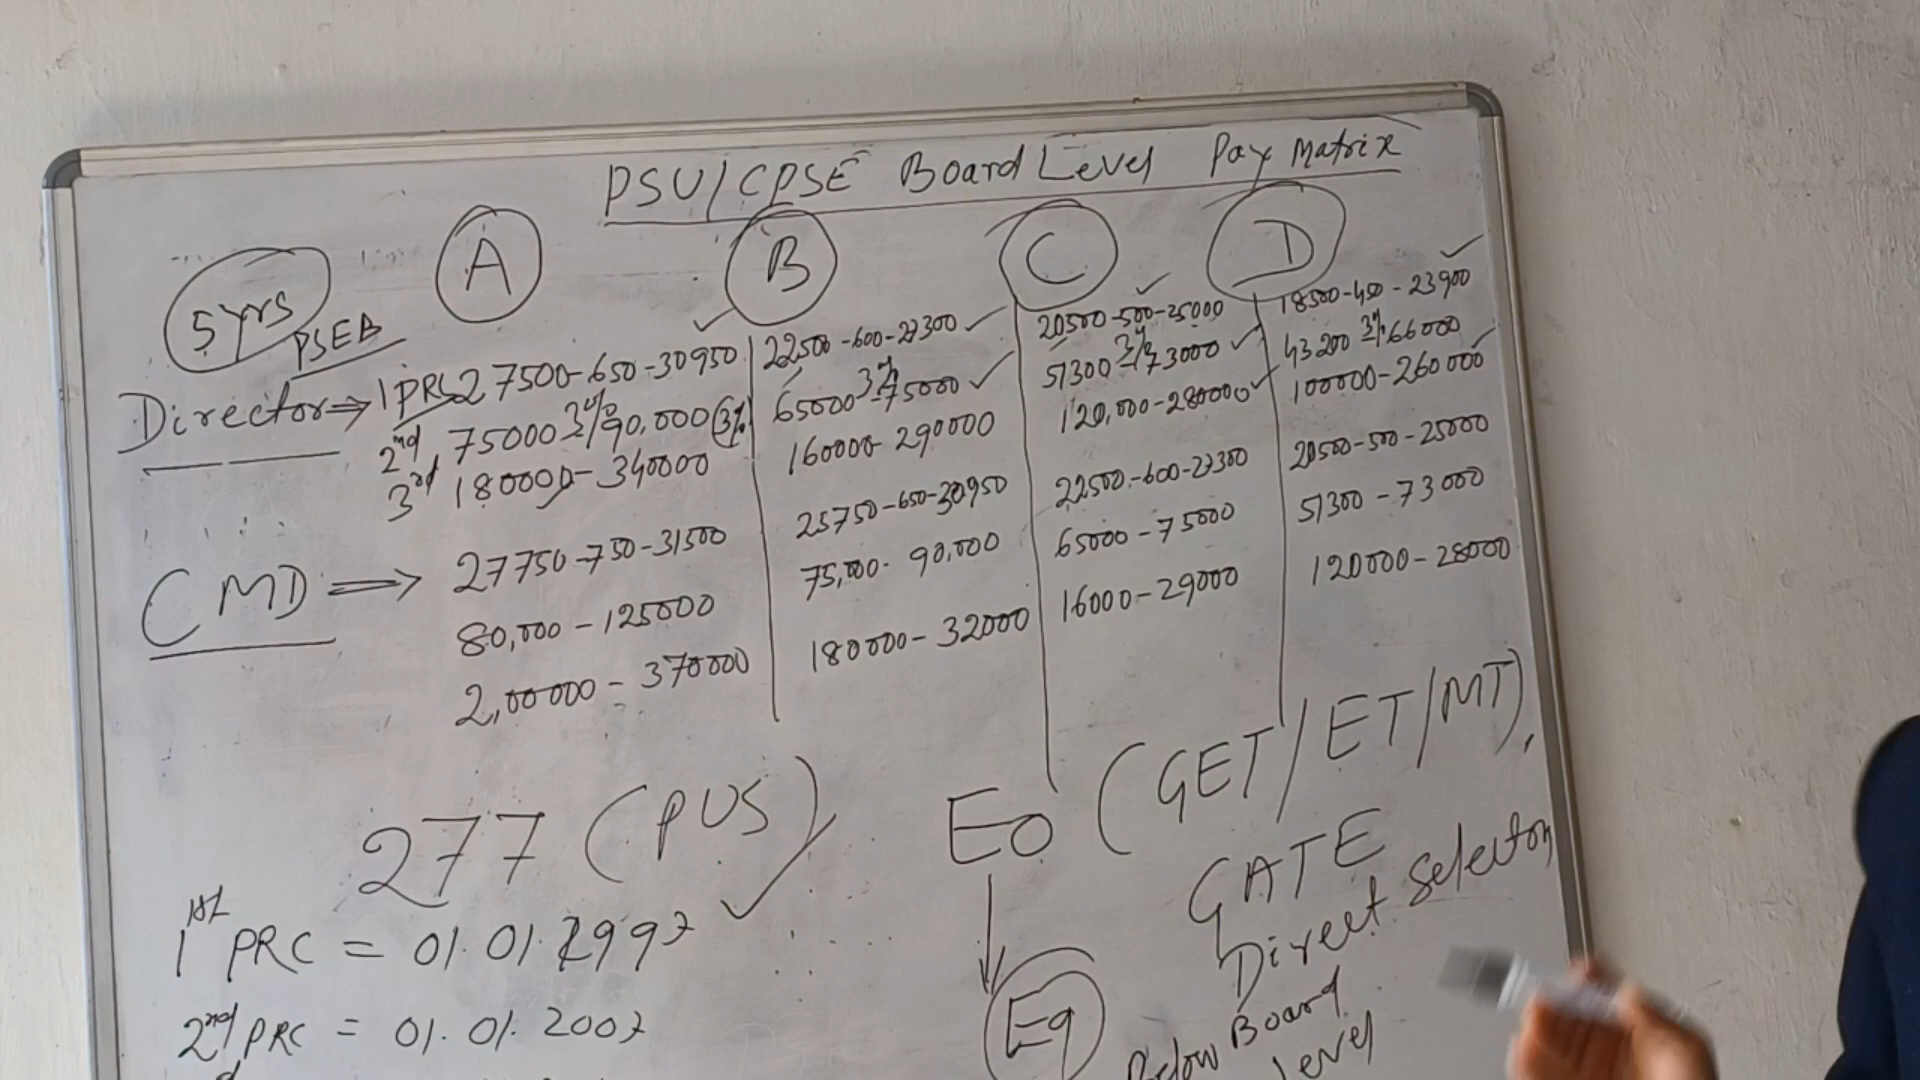 PSU/CPSE Board Level Pay Matrix
5yrs A B C D
PSEB
Director ⇒ 1 PRC 27500-650-30950 22500-600-27300 20500-500-25000 18500-450-23900
2nd 75000 3% 90,000 (3%) 65000 3% 75000 51300 3% 73000 43200 3% 66000
3rd 180000-340000 160000-290000 120,000-280000 100000-260000
CMD ⇒ 27750-750-31500 25750-650-30950 22500-600-27300 20500-500-25000
80,000-125000 75,000-90,000 65000-75000 51300-73000
2,00000-370000 180000-32000 16000-29000 120000-28000
277 (PUS) E0 (GET/ET/MT),
GATE
Direct Selection
1st PRC = 01.01.1997
E9
2nd PRC = 01.01.2007
Below Board
Level